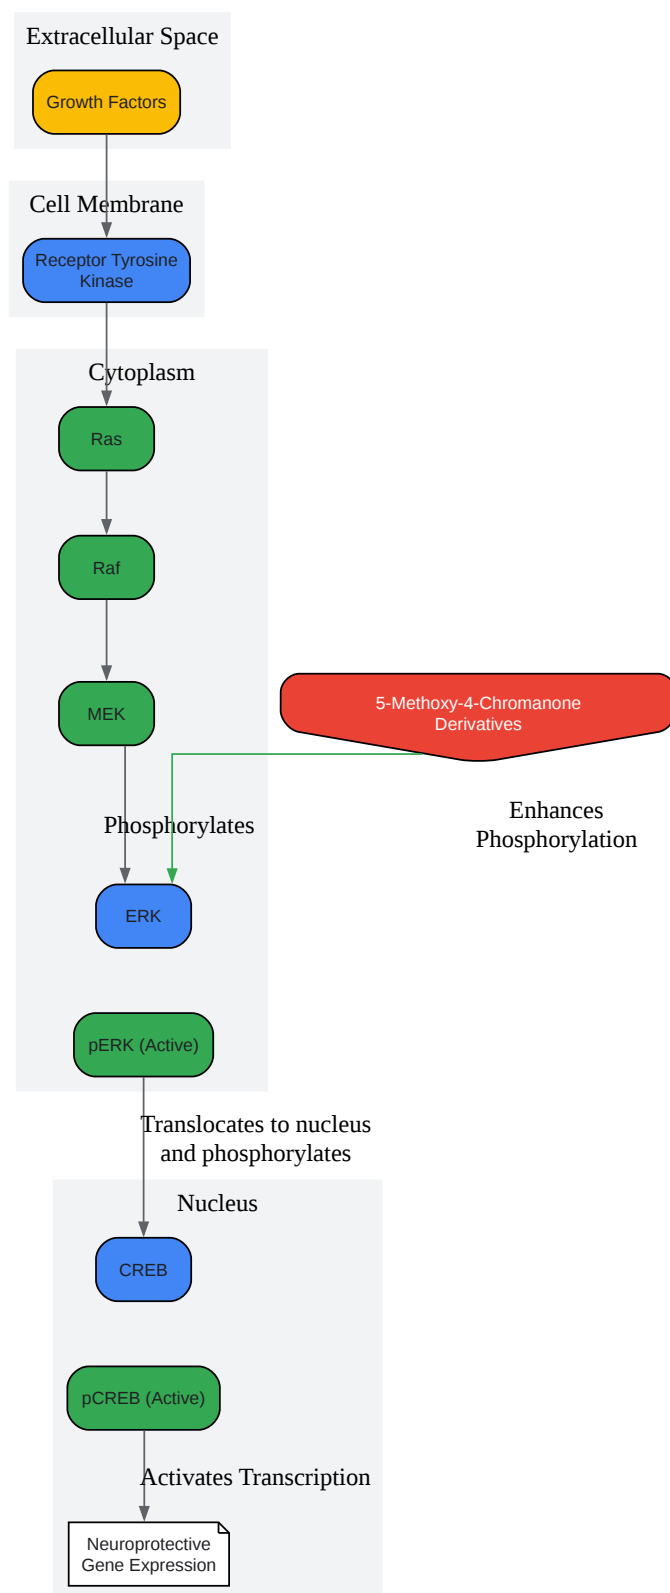 Extracellular Space
Growth Factors
Cell Membrane
Receptor Tyrosine
Kinase
Cytoplasm
Ras
Raf
MEK
5-Methoxy-4-Chromanone
Derivatives
Phosphorylates
Enhances
Phosphorylation
ERK
pERK (Active)
Translocates to nucleus
and phosphorylates
Nucleus
CREB
pCREB (Active)
Activates Transcription
Neuroprotective
Gene Expression